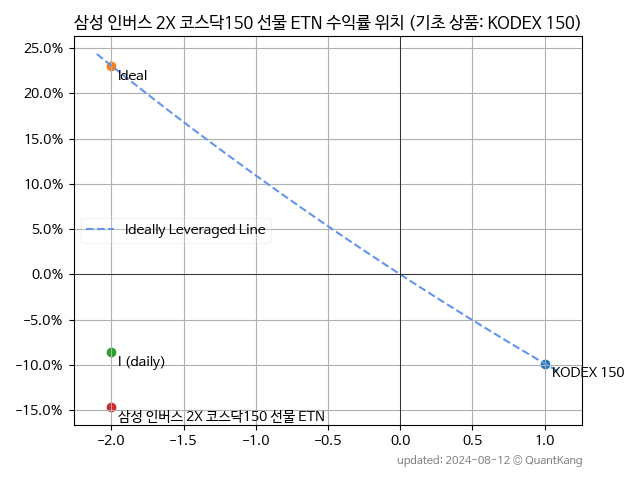 삼성 인버스 2X 코스닥150 선물 ETN 수익률 위치 (기초 상품: KODEX 150)
25.0%
Ideal
20.0%
15.0%
10.0%
5.0%
Ideally Leveraged Line
0.0%
−5.0%
I (daily)
−10.0%
KODEX 150
−15.0%
삼성 인버스 2X 코스닥150 선물 ETN
−2.0 −1.5 −1.0 −0.5 0.0 0.5 1.0
updated: 2024-08-12 © QuantKang